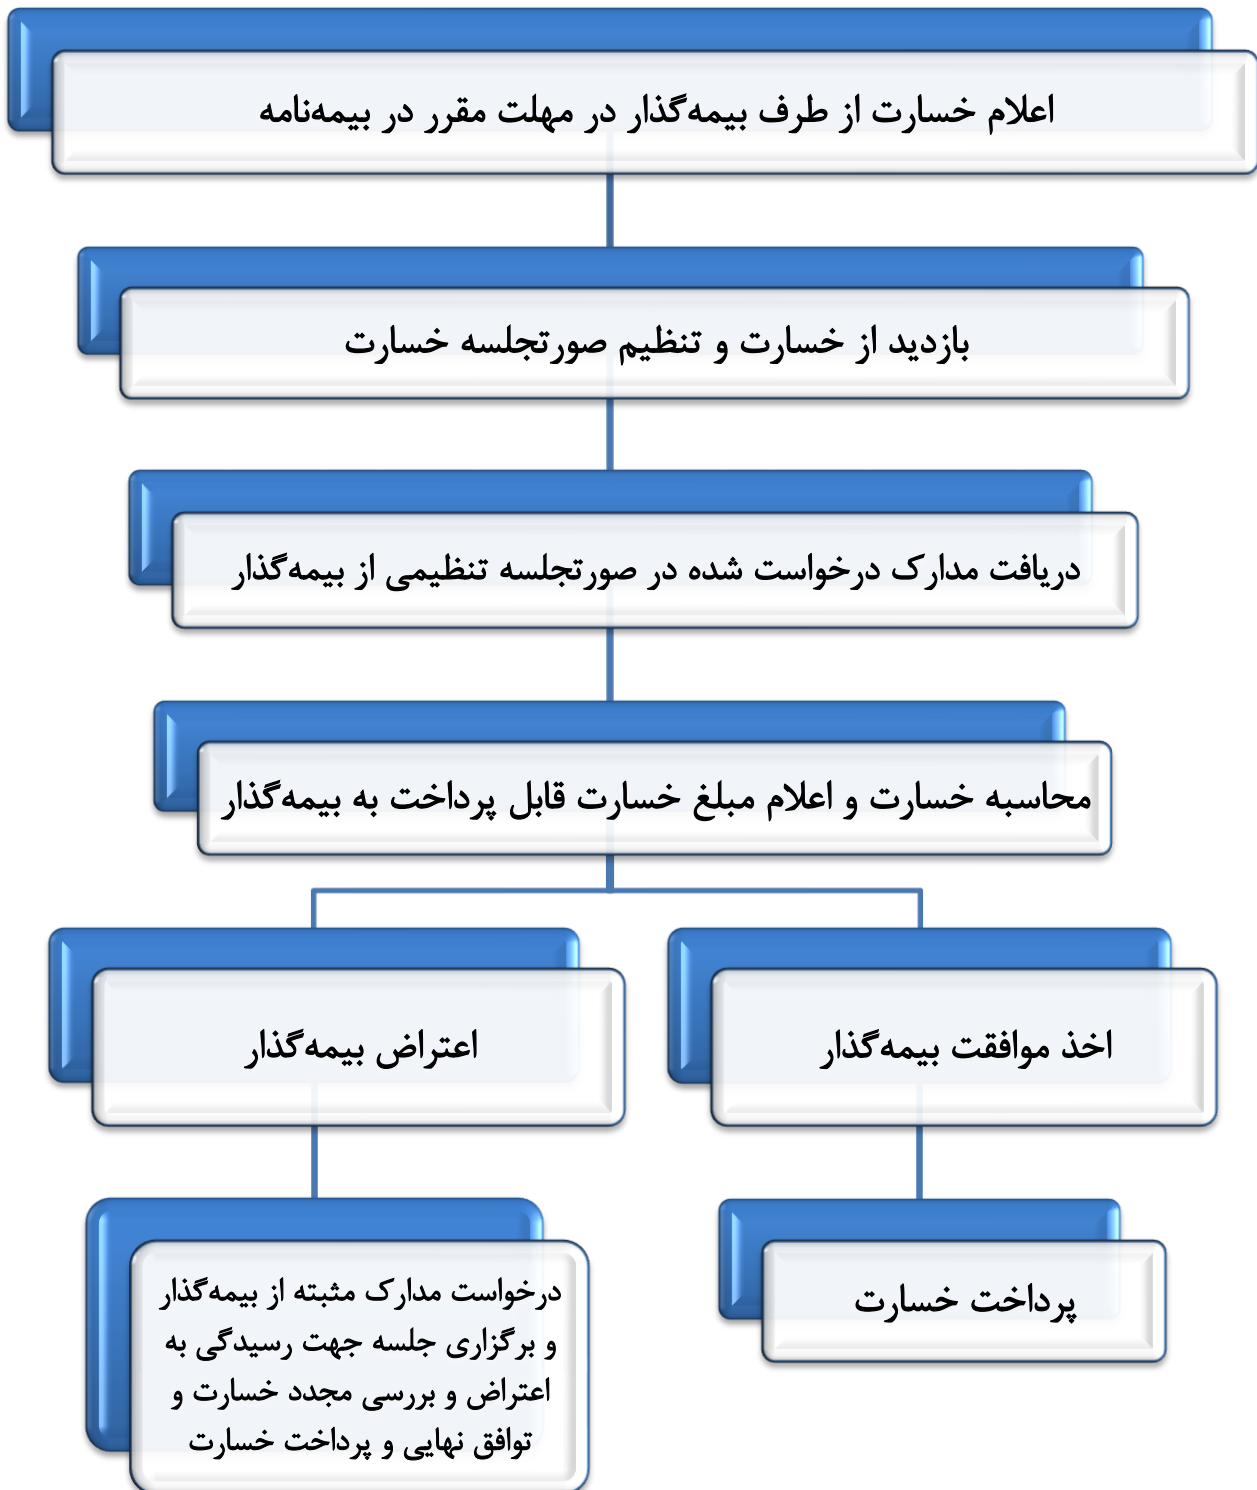 اعلام خسارت از طرف بیمه‌گذار در مهلت مقرر در بیمه‌نامه
بازدید از خسارت و تنظیم صورتجلسه خسارت
دریافت مدارک درخواست شده در صورتجلسه تنظیمی از بیمه‌گذار
محاسبه خسارت و اعلام مبلغ خسارت قابل پرداخت به بیمه‌گذار
اخذ موافقت بیمه‌گذار
اعتراض بیمه‌گذار
پرداخت خسارت
درخواست مدارک مثبته از بیمه‌گذار
و برگزاری جلسه جهت رسیدگی به
اعتراض و بررسی مجدد خسارت و
توافق نهایی و پرداخت خسارت